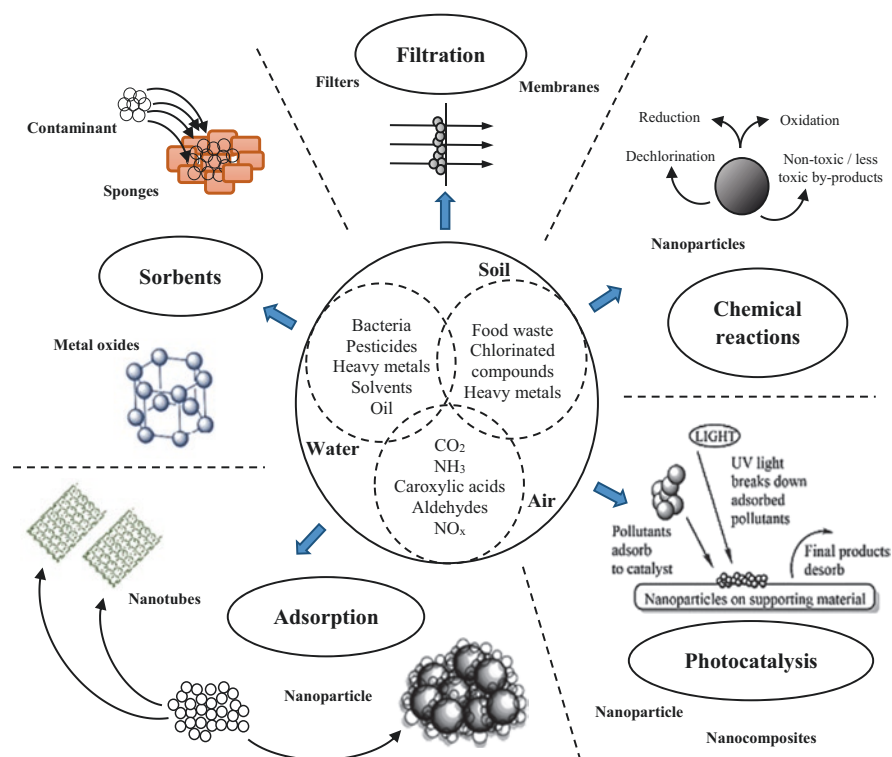 Filtration
Filters
Membranes
Contaminant
Sponges
Sorbents
Metal oxides
Reduction
Oxidation
Dechlorination
Non-toxic / less
toxic by-products
Nanoparticles
Chemical
reactions
Soil
Bacteria
Pesticides
Heavy metals
Solvents
Oil
Food waste
Chlorinated
compounds
Heavy metals
Water
CO₂
NH₃
Caroxylic acids
Aldehydes
NOₓ
Air
LIGHT
UV light
breaks down
adsorbed
pollutants
Pollutants
adsorb
to catalyst
Final products
desorb
Nanoparticles on supporting material
Photocatalysis
Nanoparticle
Nanocomposites
Nanotubes
Adsorption
Nanoparticle